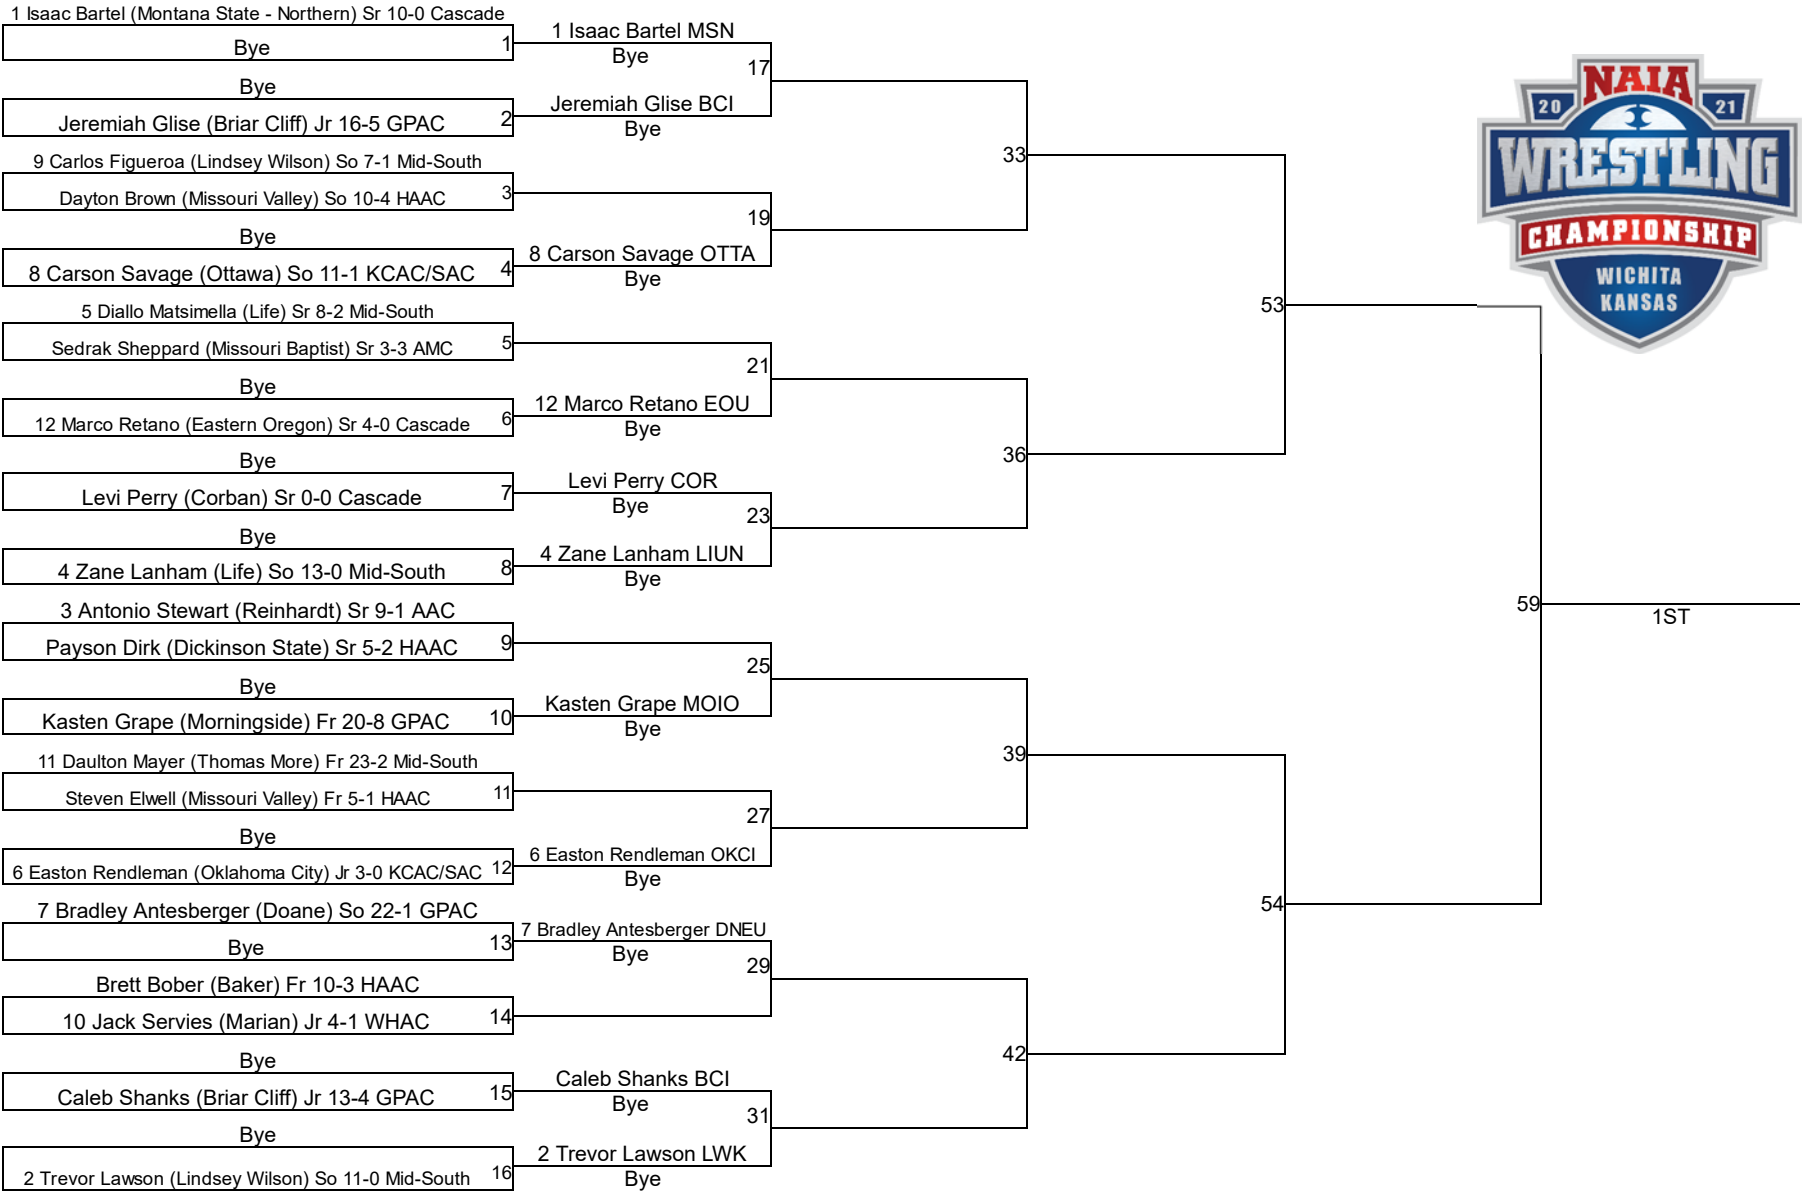 1 Isaac Bartel (Montana State - Northern) Sr 10-0 Cascade
Bye
1
Bye
Jeremiah Glise (Briar Cliff) Jr 16-5 GPAC
2
9 Carlos Figueroa (Lindsey Wilson) So 7-1 Mid-South
Dayton Brown (Missouri Valley) So 10-4 HAAC
3
Bye
8 Carson Savage (Ottawa) So 11-1 KCAC/SAC
4
5 Diallo Matsimella (Life) Sr 8-2 Mid-South
Sedrak Sheppard (Missouri Baptist) Sr 3-3 AMC
5
Bye
12 Marco Retano (Eastern Oregon) Sr 4-0 Cascade
6
Bye
Levi Perry (Corban) Sr 0-0 Cascade
7
Bye
4 Zane Lanham (Life) So 13-0 Mid-South
8
3 Antonio Stewart (Reinhardt) Sr 9-1 AAC
Payson Dirk (Dickinson State) Sr 5-2 HAAC
9
Bye
Kasten Grape (Morningside) Fr 20-8 GPAC
10
11 Daulton Mayer (Thomas More) Fr 23-2 Mid-South
Steven Elwell (Missouri Valley) Fr 5-1 HAAC
11
Bye
6 Easton Rendleman (Oklahoma City) Jr 3-0 KCAC/SAC
12
7 Bradley Antesberger (Doane) So 22-1 GPAC
Bye
13
Brett Bober (Baker) Fr 10-3 HAAC
10 Jack Servies (Marian) Jr 4-1 WHAC
14
Bye
Caleb Shanks (Briar Cliff) Jr 13-4 GPAC
15
Bye
2 Trevor Lawson (Lindsey Wilson) So 11-0 Mid-South
16
1 Isaac Bartel MSN
Bye
17
Jeremiah Glise BCI
Bye
19
8 Carson Savage OTTA
Bye
21
12 Marco Retano EOU
Bye
Levi Perry COR
Bye
23
4 Zane Lanham LIUN
Bye
25
Kasten Grape MOIO
Bye
27
6 Easton Rendleman OKCI
Bye
7 Bradley Antesberger DNEU
Bye
29
Caleb Shanks BCI
Bye
31
2 Trevor Lawson LWK
Bye
33
36
39
42
53
54
59
1ST
NAIA
20 21
WRESTLING
CHAMPIONSHIP
WICHITA
KANSAS